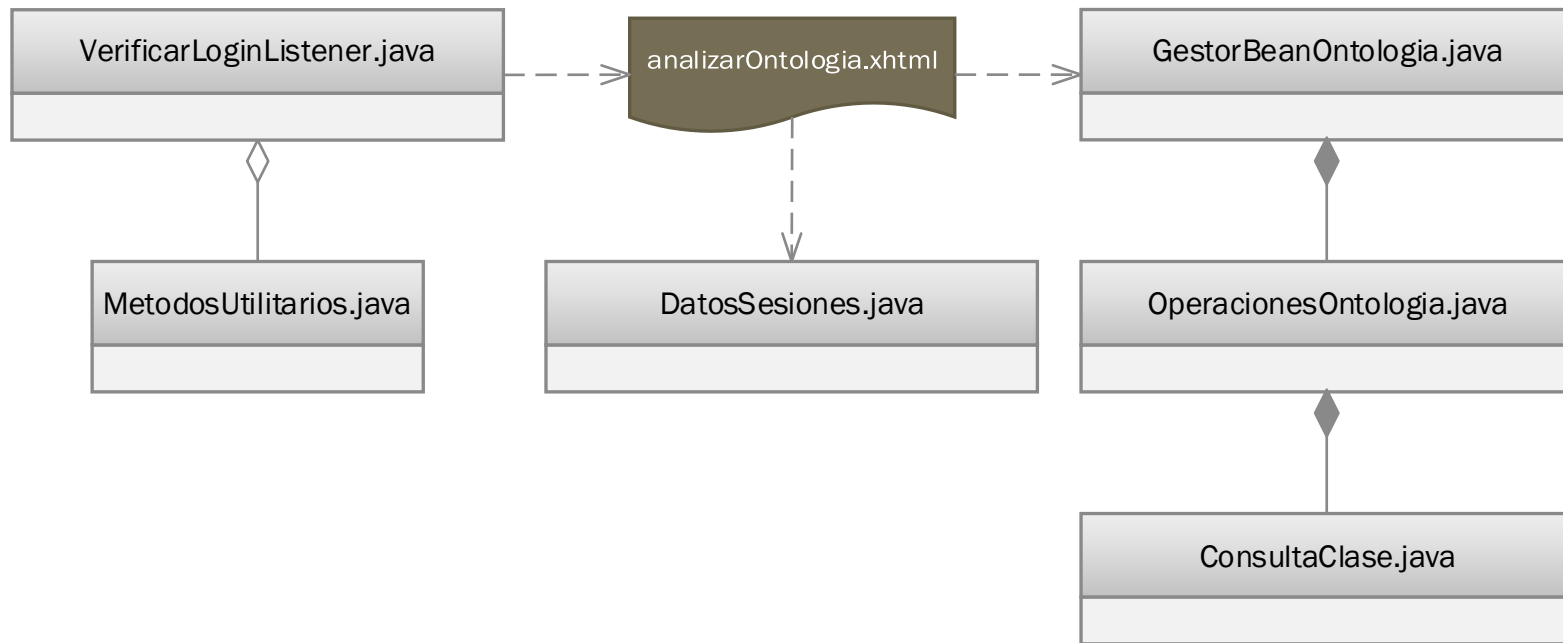 VerificarLoginListener.java
analizarOntologia.xhtml
GestorBeanOntologia.java
MetodosUtilitarios.java
DatosSesiones.java
OperacionesOntologia.java
ConsultaClase.java